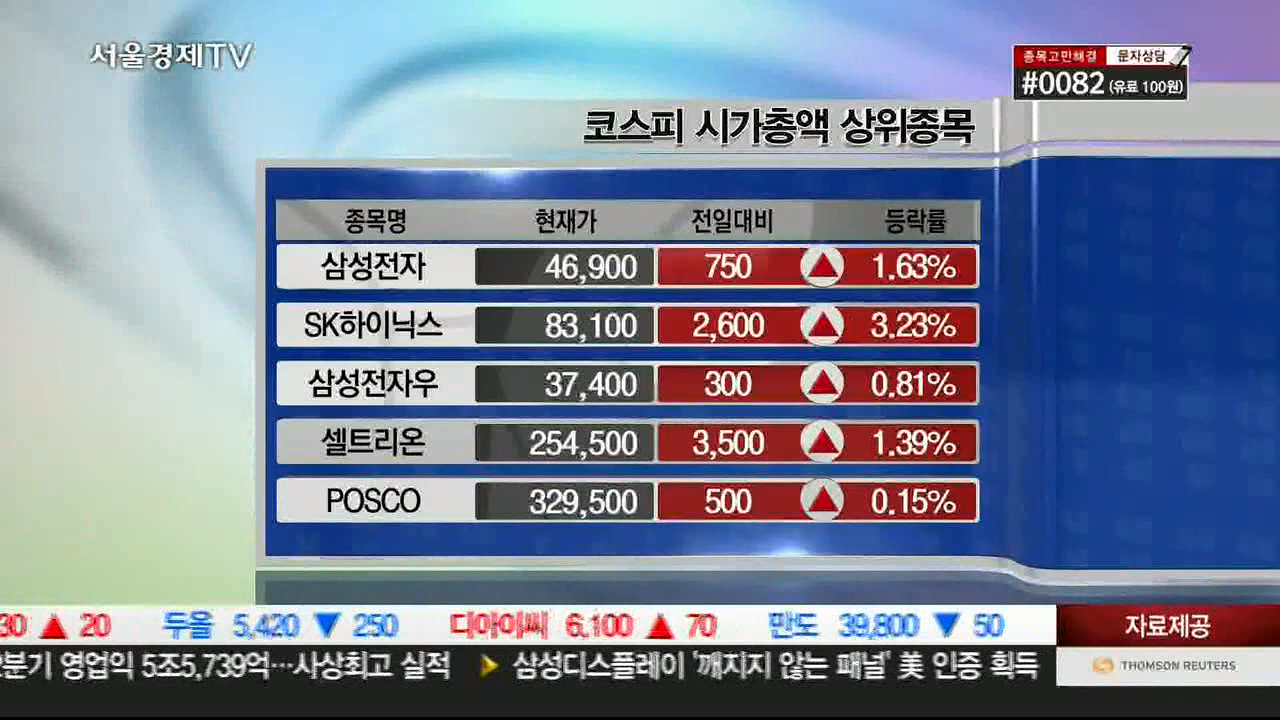 서울경제TV
종목고민해결 문자상담
#0082 (유료 100원)
코스피 시가총액 상위종목
종목명 현재가 전일대비 등락률
삼성전자 46,900 750 ▲ 1.63%
SK하이닉스 83,100 2,600 ▲ 3.23%
삼성전자우 37,400 300 ▲ 0.81%
셀트리온 254,500 3,500 ▲ 1.39%
POSCO 329,500 500 ▲ 0.15%
30 ▲ 20 두올 5,420 ▼ 250 디아이씨 6,100 ▲ 70 만도 39,800 ▼ 50 자료제공
2분기 영업익 5조5,739억…사상최고 실적 ▶ 삼성디스플레이 '깨지지 않는 패널' 美 인증 획득 THOMSON REUTERS